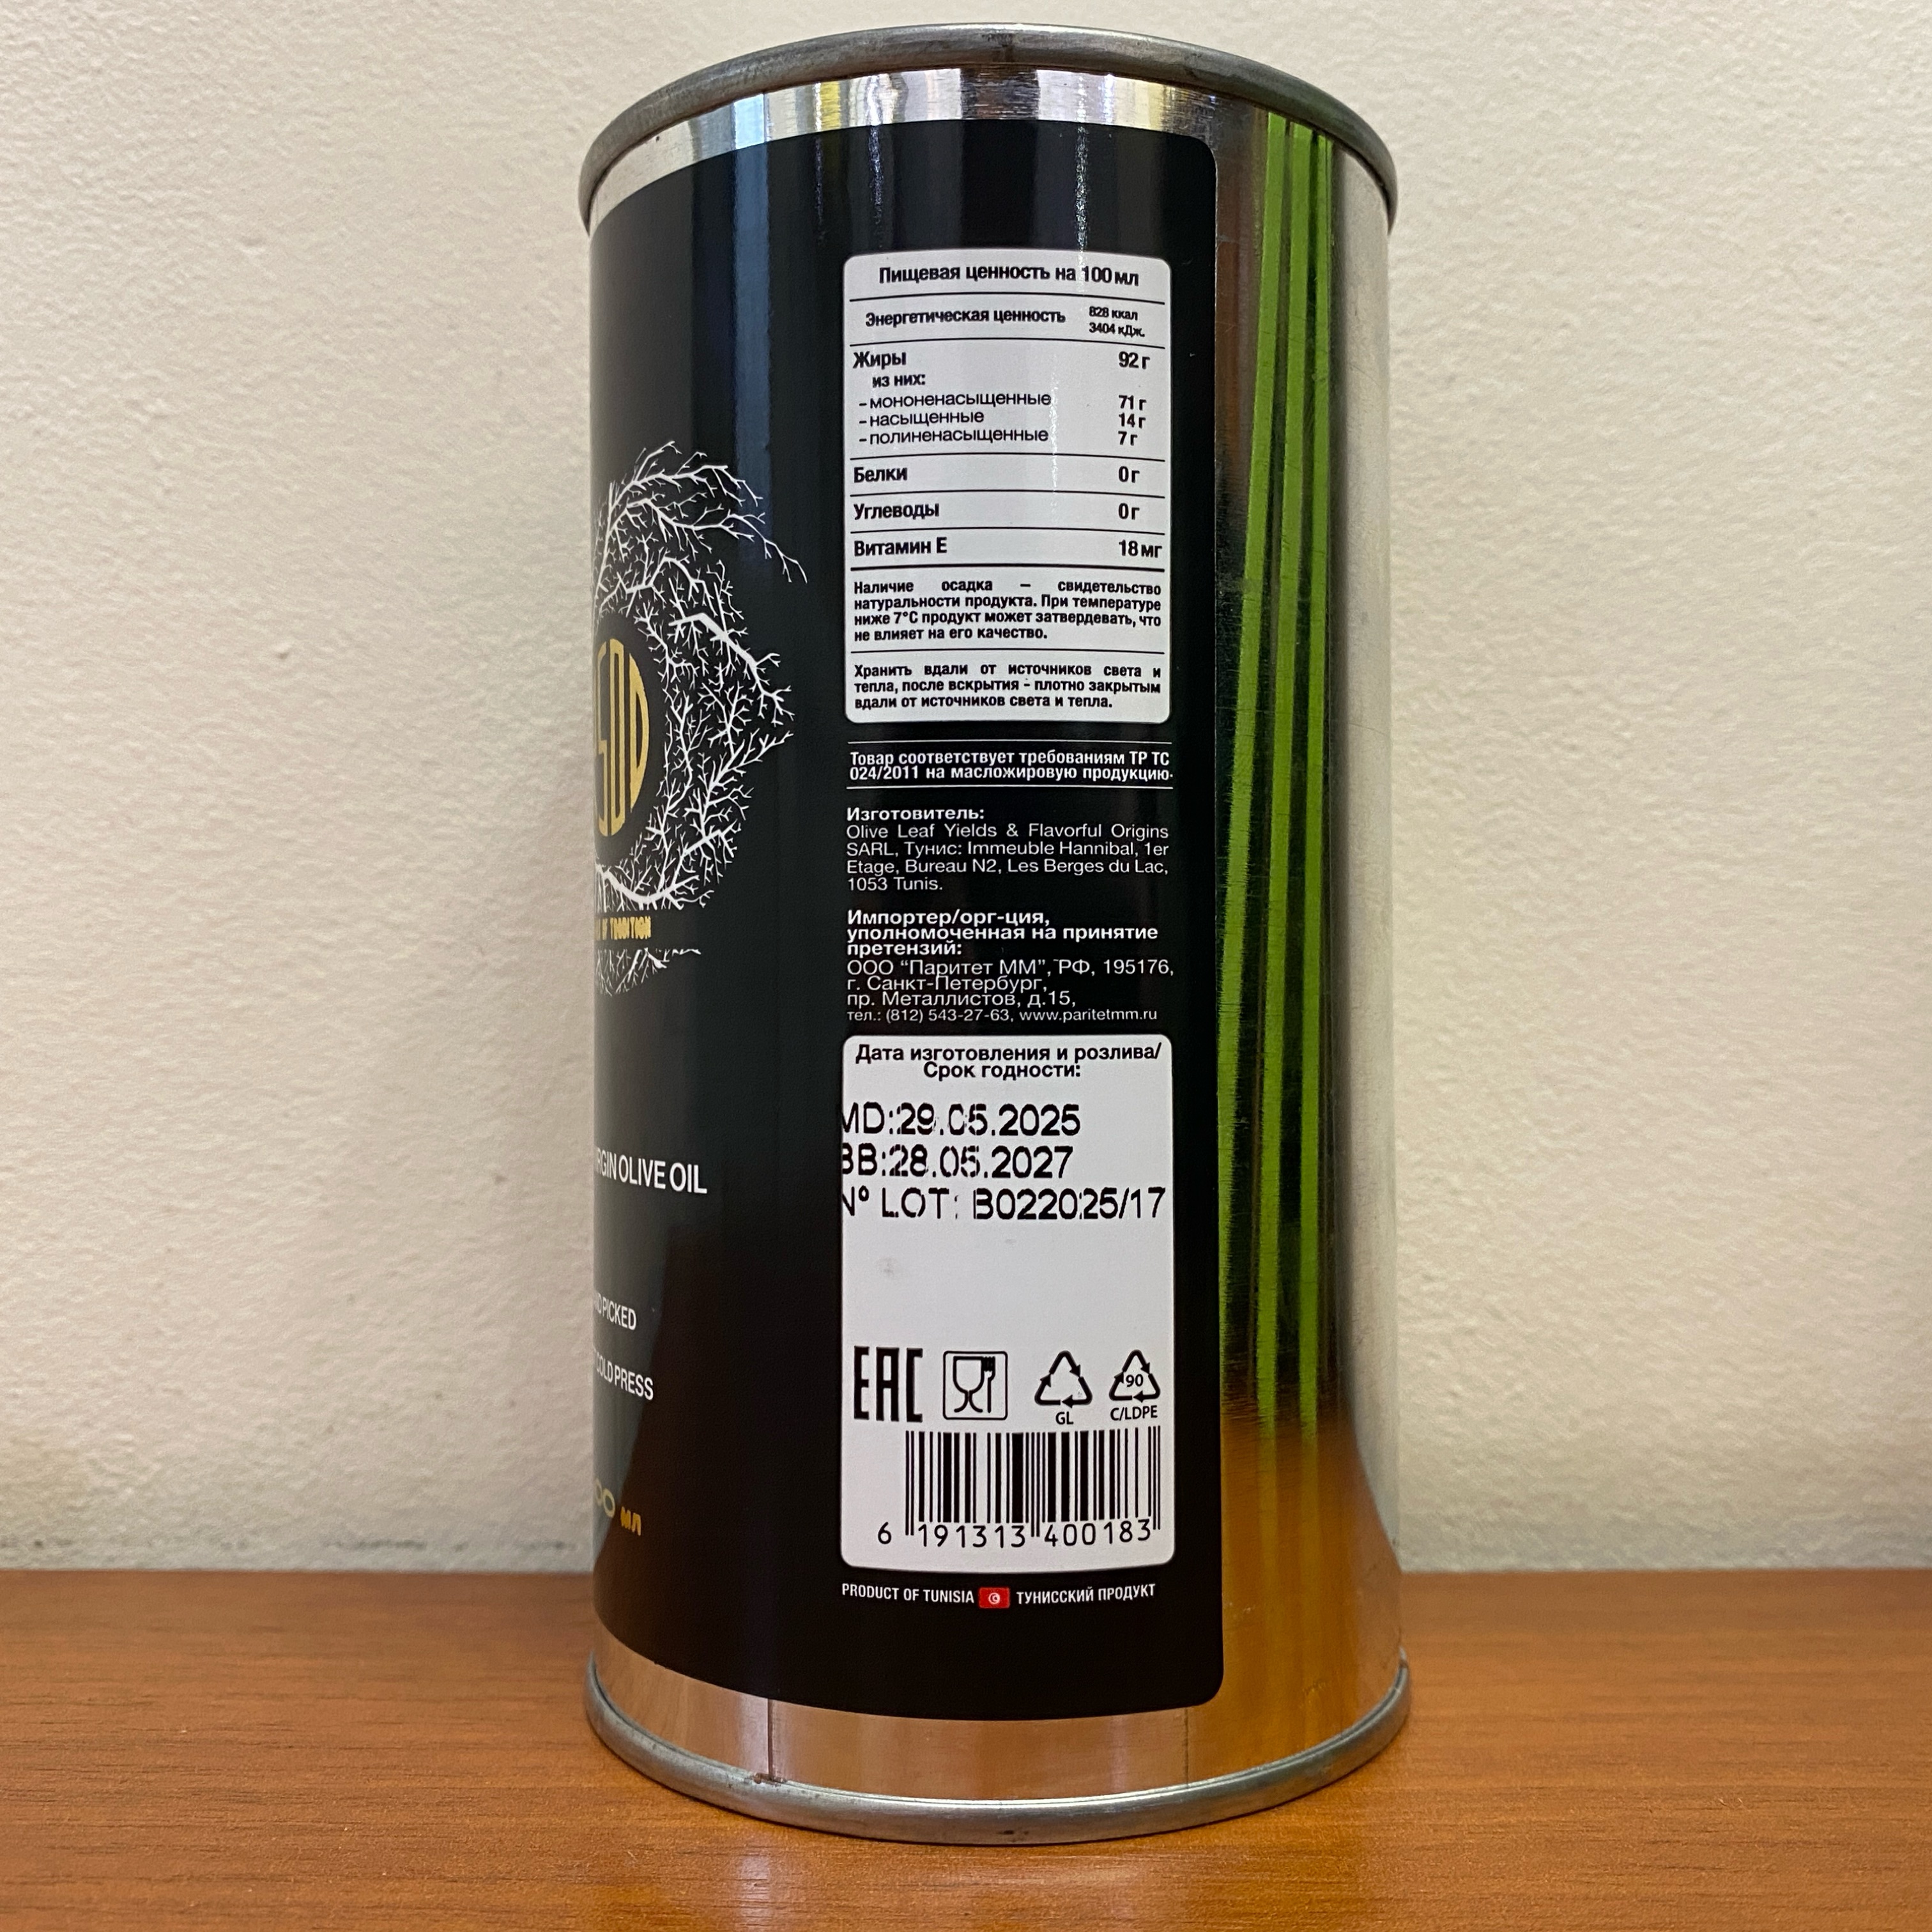 OF TRADITION
OLIVE OIL
PICKED
COLD PRESS
МЛ
Пищевая ценность на 100 мл
Энергетическая ценность 828 ккал
3404 кДж.
Жиры 92 г
из них:
- мононенасыщенные 71 г
- насыщенные 14 г
- полиненасыщенные 7 г
Белки 0 г
Углеводы 0 г
Витамин Е 18 мг
Наличие осадка – свидетельство
натуральности продукта. При температуре
ниже 7°С продукт может затвердевать, что
не влияет на его качество.
Хранить вдали от источников света и
тепла, после вскрытия - плотно закрытым
вдали от источников света и тепла.
Товар соответствует требованиям ТР ТС
024/2011 на масложировую продукцию.
Изготовитель:
Olive Leaf Yields & Flavorful Origins
SARL, Тунис: Immeuble Hannibal, 1er
Etage, Bureau N2, Les Berges du Lac,
1053 Tunis.
Импортер/орг-ция,
уполномоченная на принятие
претензий:
ООО “Паритет ММ”, РФ, 195176,
г. Санкт-Петербург,
пр. Металлистов, д.15,
тел.: (812) 543-27-63, www.paritetmm.ru
Дата изготовления и розлива/
Срок годности:
MD:29.05.2025
BB:28.05.2027
N° LOT: B022025/17
EAC
GL
90
C/LDPE
6 191313 400183
PRODUCT OF TUNISIA ТУНИССКИЙ ПРОДУКТ